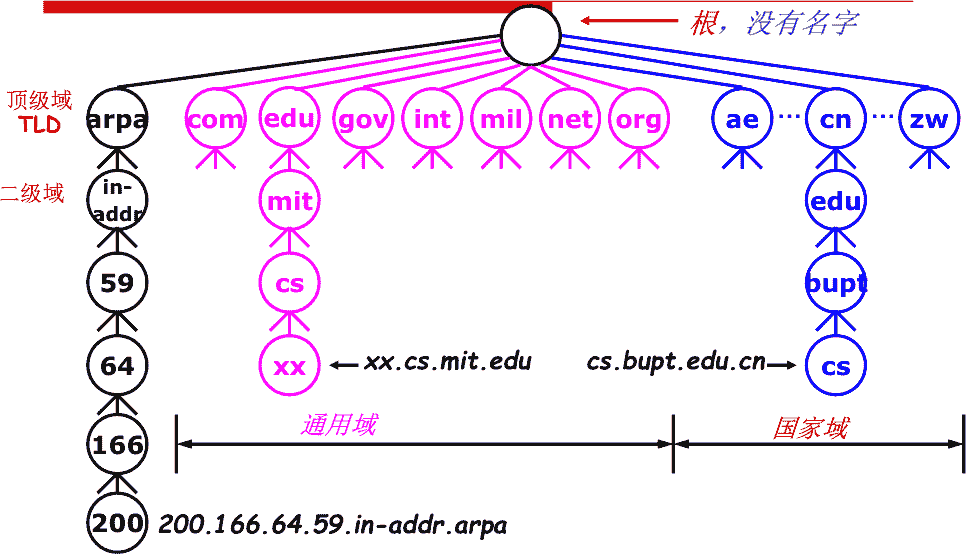 根，没有名字
顶级域
TLD
arpa com edu gov int mil net org ae ... cn ... zw
二级域
in-
addr
mit edu
59 cs bupt
64 xx xx.cs.mit.edu cs.bupt.edu.cn cs
通用域 国家域
166
200 200.166.64.59.in-addr.arpa